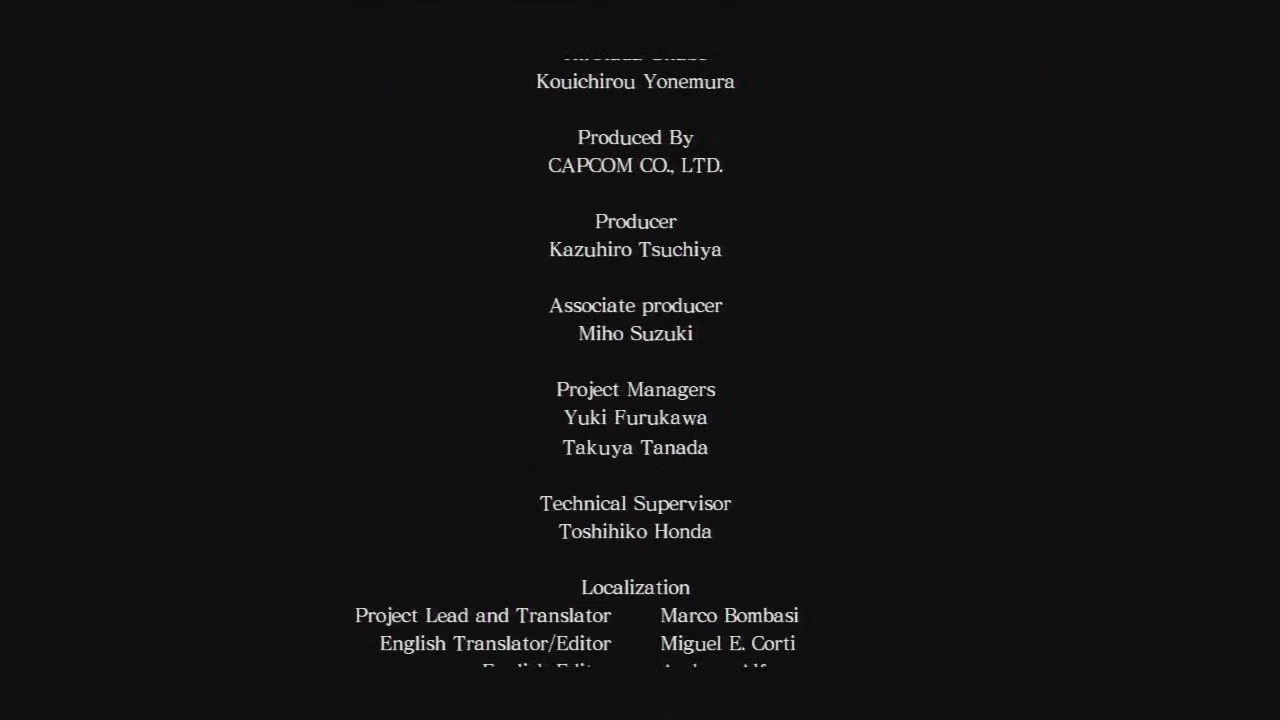 Kouichirou Yonemura
Produced By
CAPCOM CO., LTD.
Producer
Kazuhiro Tsuchiya
Associate producer
Miho Suzuki
Project Managers
Yuki Furukawa
Takuya Tanada
Technical Supervisor
Toshihiko Honda
Localization
Project Lead and Translator Marco Bombasi
English Translator/Editor Miguel E. Corti